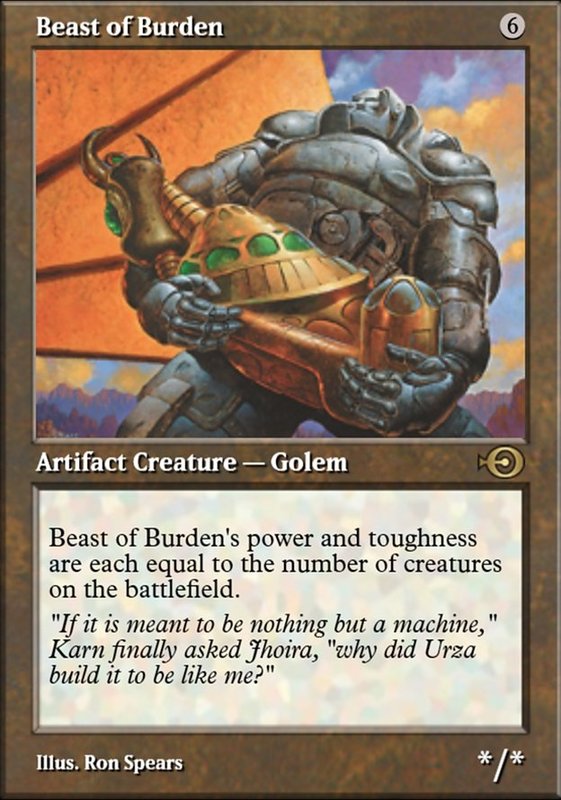 Beast of Burden 6
Artifact Creature — Golem
Beast of Burden's power and toughness
are each equal to the number of creatures
on the battlefield.
"If it is meant to be nothing but a machine,"
Karn finally asked Jhoira, "why did Urza
build it to be like me?"
Illus. Ron Spears
*/*